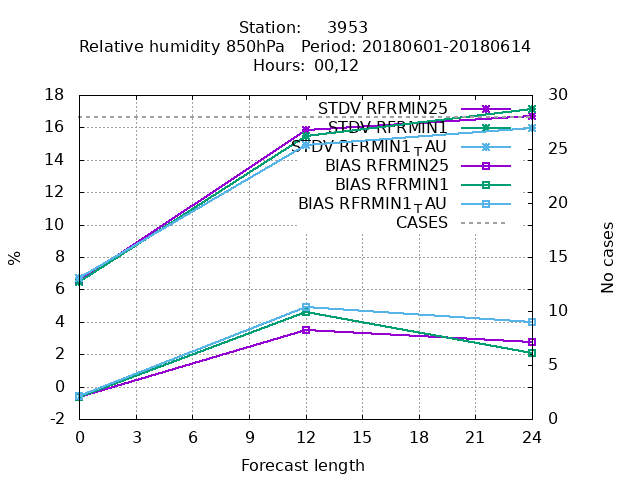 Station: 3953
Relative humidity 850hPa Period: 20180601-20180614
Hours: 00,12
18
16
14
12
10
8
6
4
2
0
-2
30
25
20
15
10
5
0
STDV RFRMIN25
STDV RFRMIN1
STDV RFRMIN1TAU
BIAS RFRMIN25
BIAS RFRMIN1
BIAS RFRMIN1TAU
CASES
%
No cases
0 3 6 9 12 15 18 21 24
Forecast length